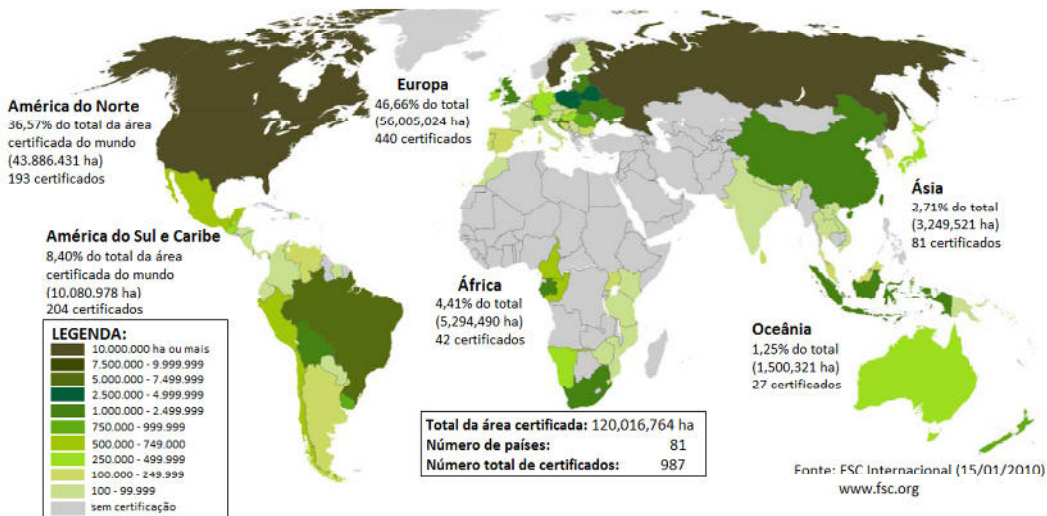 América do Norte
36,57% do total da área
certificada do mundo
(43.886.431 ha)
193 certificados
Europa
46,66% do total
(56,005,024 ha)
440 certificados
Ásia
2,71% do total
(3,249,521 ha)
81 certificados
América do Sul e Caribe
8,40% do total da área
certificada do mundo
(10.080.978 ha)
204 certificados
África
4,41% do total
(5,294,490 ha)
42 certificados
Oceânia
1,25% do total
(1,500,321 ha)
27 certificados
LEGENDA:
10.000.000 ha ou mais
7.500.000 - 9.999.999
5.000.000 - 7.499.999
2.500.000 - 4.999.999
1.000.000 - 2.499.999
750.000 - 999.999
500.000 - 749.000
250.000 - 499.999
100.000 - 249.999
100 - 99.999
sem certificação
Total da área certificada: 120,016,764 ha
Número de países: 81
Número total de certificados: 987
Fonte: FSC Internacional (15/01/2010)
www.fsc.org